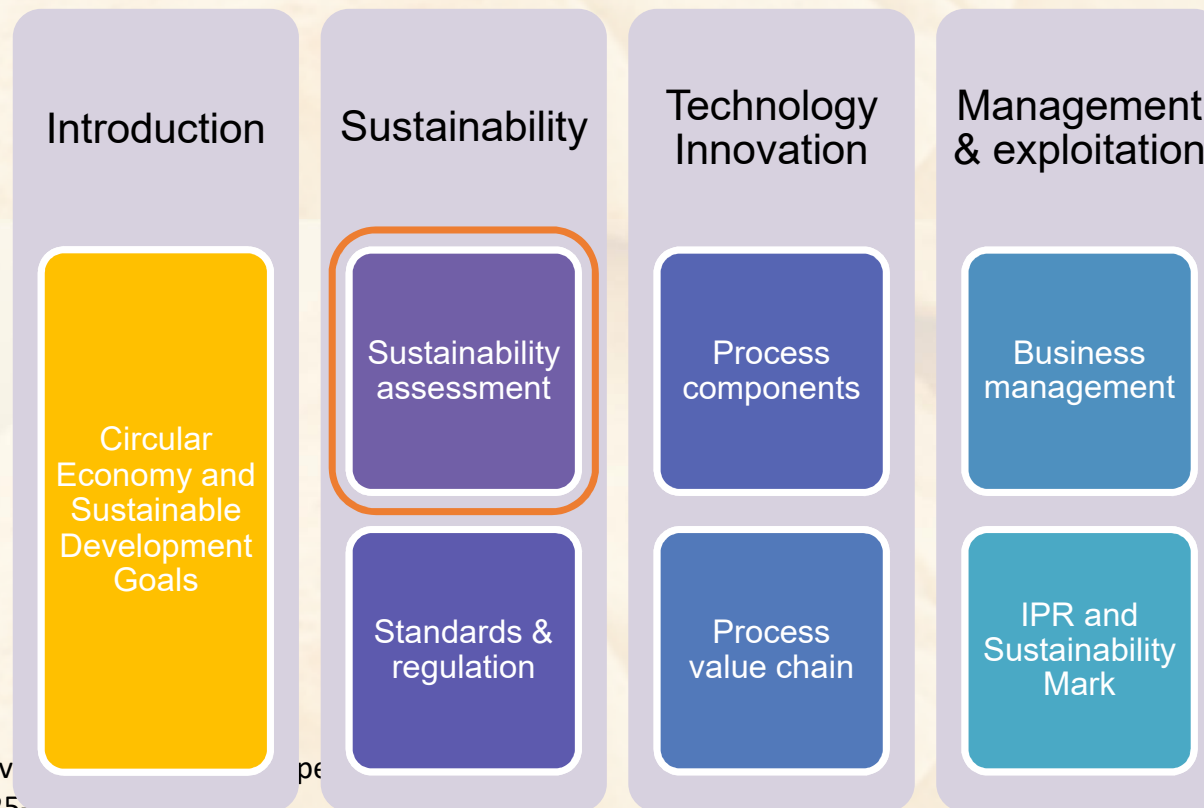 Introduction
Circular
Economy and
Sustainable
Development
Goals
Sustainability
Sustainability
assessment
Standards &
regulation
Technology
Innovation
Process
components
Process
value chain
Management
& exploitation
Business
management
IPR and
Sustainability
Mark